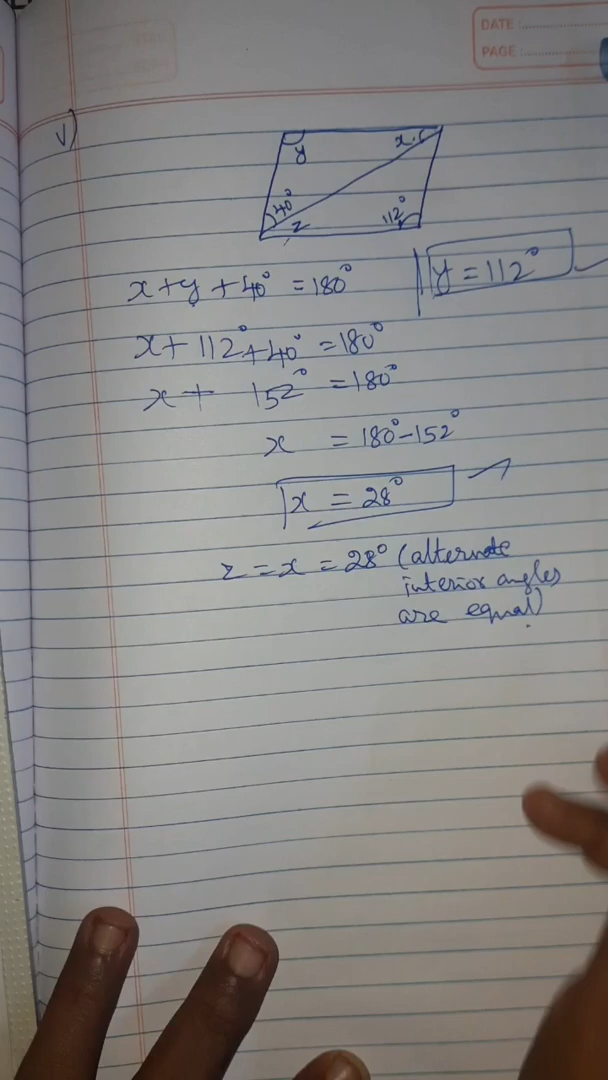 DATE :
PAGE :
v)
y
x
40°
z
112°
x + y + 40° = 180°
y = 112°
x + 112° + 40° = 180°
x + 152° = 180°
x = 180° - 152°
x = 28°
z = x = 28° (alternate
interior angles
are equal)